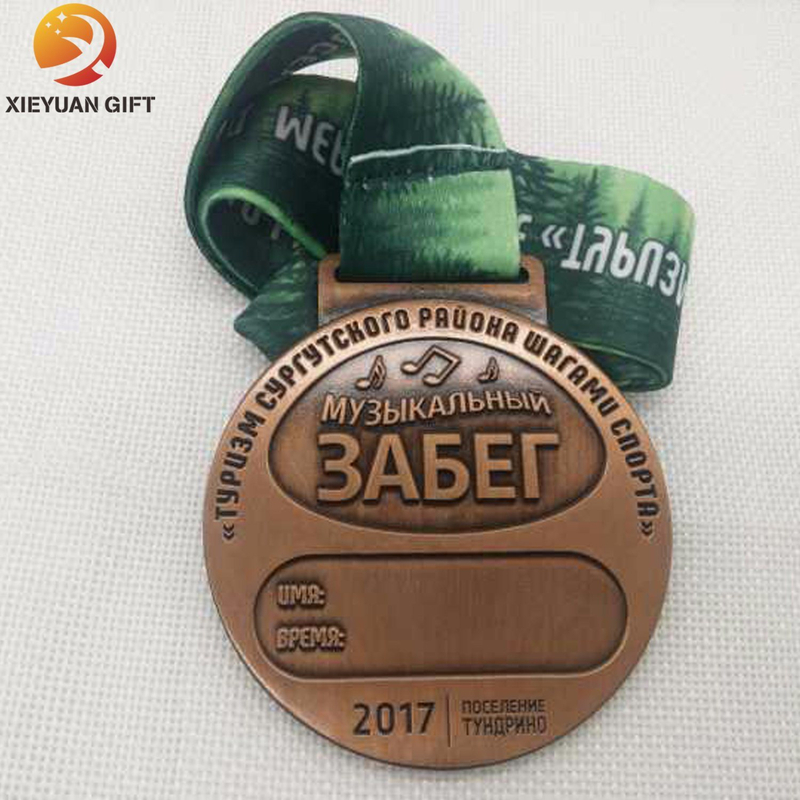 XIEYUAN GIFT
«ТУРИЗМ СУРГУТСКОГО РАЙОНА ШАГАМИ СПОРТА»
МУЗЫКАЛЬНЫЙ
ЗАБЕГ
ИМЯ:
ВРЕМЯ:
2017
ПОСЕЛЕНИЕ
ТУНДРИНО